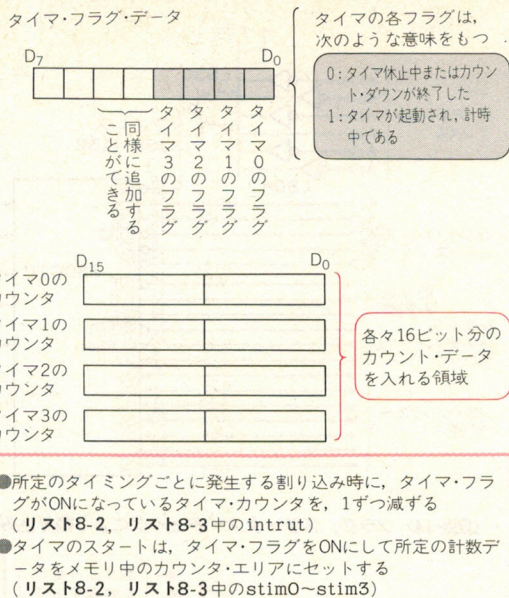 タイマ・フラグ・データ
D7
D0
タイマ0のフラグ
タイマ1のフラグ
タイマ2のフラグ
タイマ3のフラグ
同様に追加する
ことができる
タイマの各フラグは,
次のような意味をもつ
0:タイマ休止中またはカウン
ト・ダウンが終了した
1:タイマが起動され,計時
中である
D15
D0
イマ0の
ウンタ
イマ1の
ウンタ
イマ2の
ウンタ
イマ3の
ウンタ
各々16ビット分の
カウント・データ
を入れる領域
●所定のタイミングごとに発生する割り込み時に, タイマ・フラ
グがONになっているタイマ・カウンタを, 1ずつ減ずる
(リスト8-2, リスト8-3中のintrut)
●タイマのスタートは, タイマ・フラグをONにして所定の計数デ
ータをメモリ中のカウンタ・エリアにセットする
(リスト8-2, リスト8-3中のstim0~stim3)